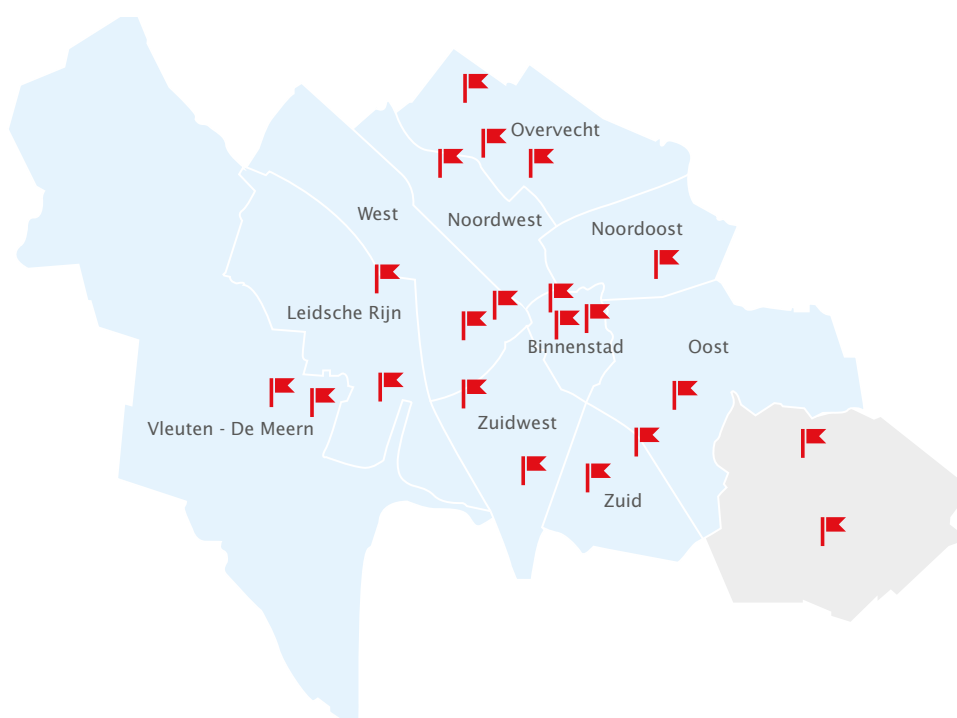 Overvecht
West
Noordwest
Noordoost
Leidsche Rijn
Binnenstad
Oost
Zuidwest
Vleuten - De Meern
Zuid